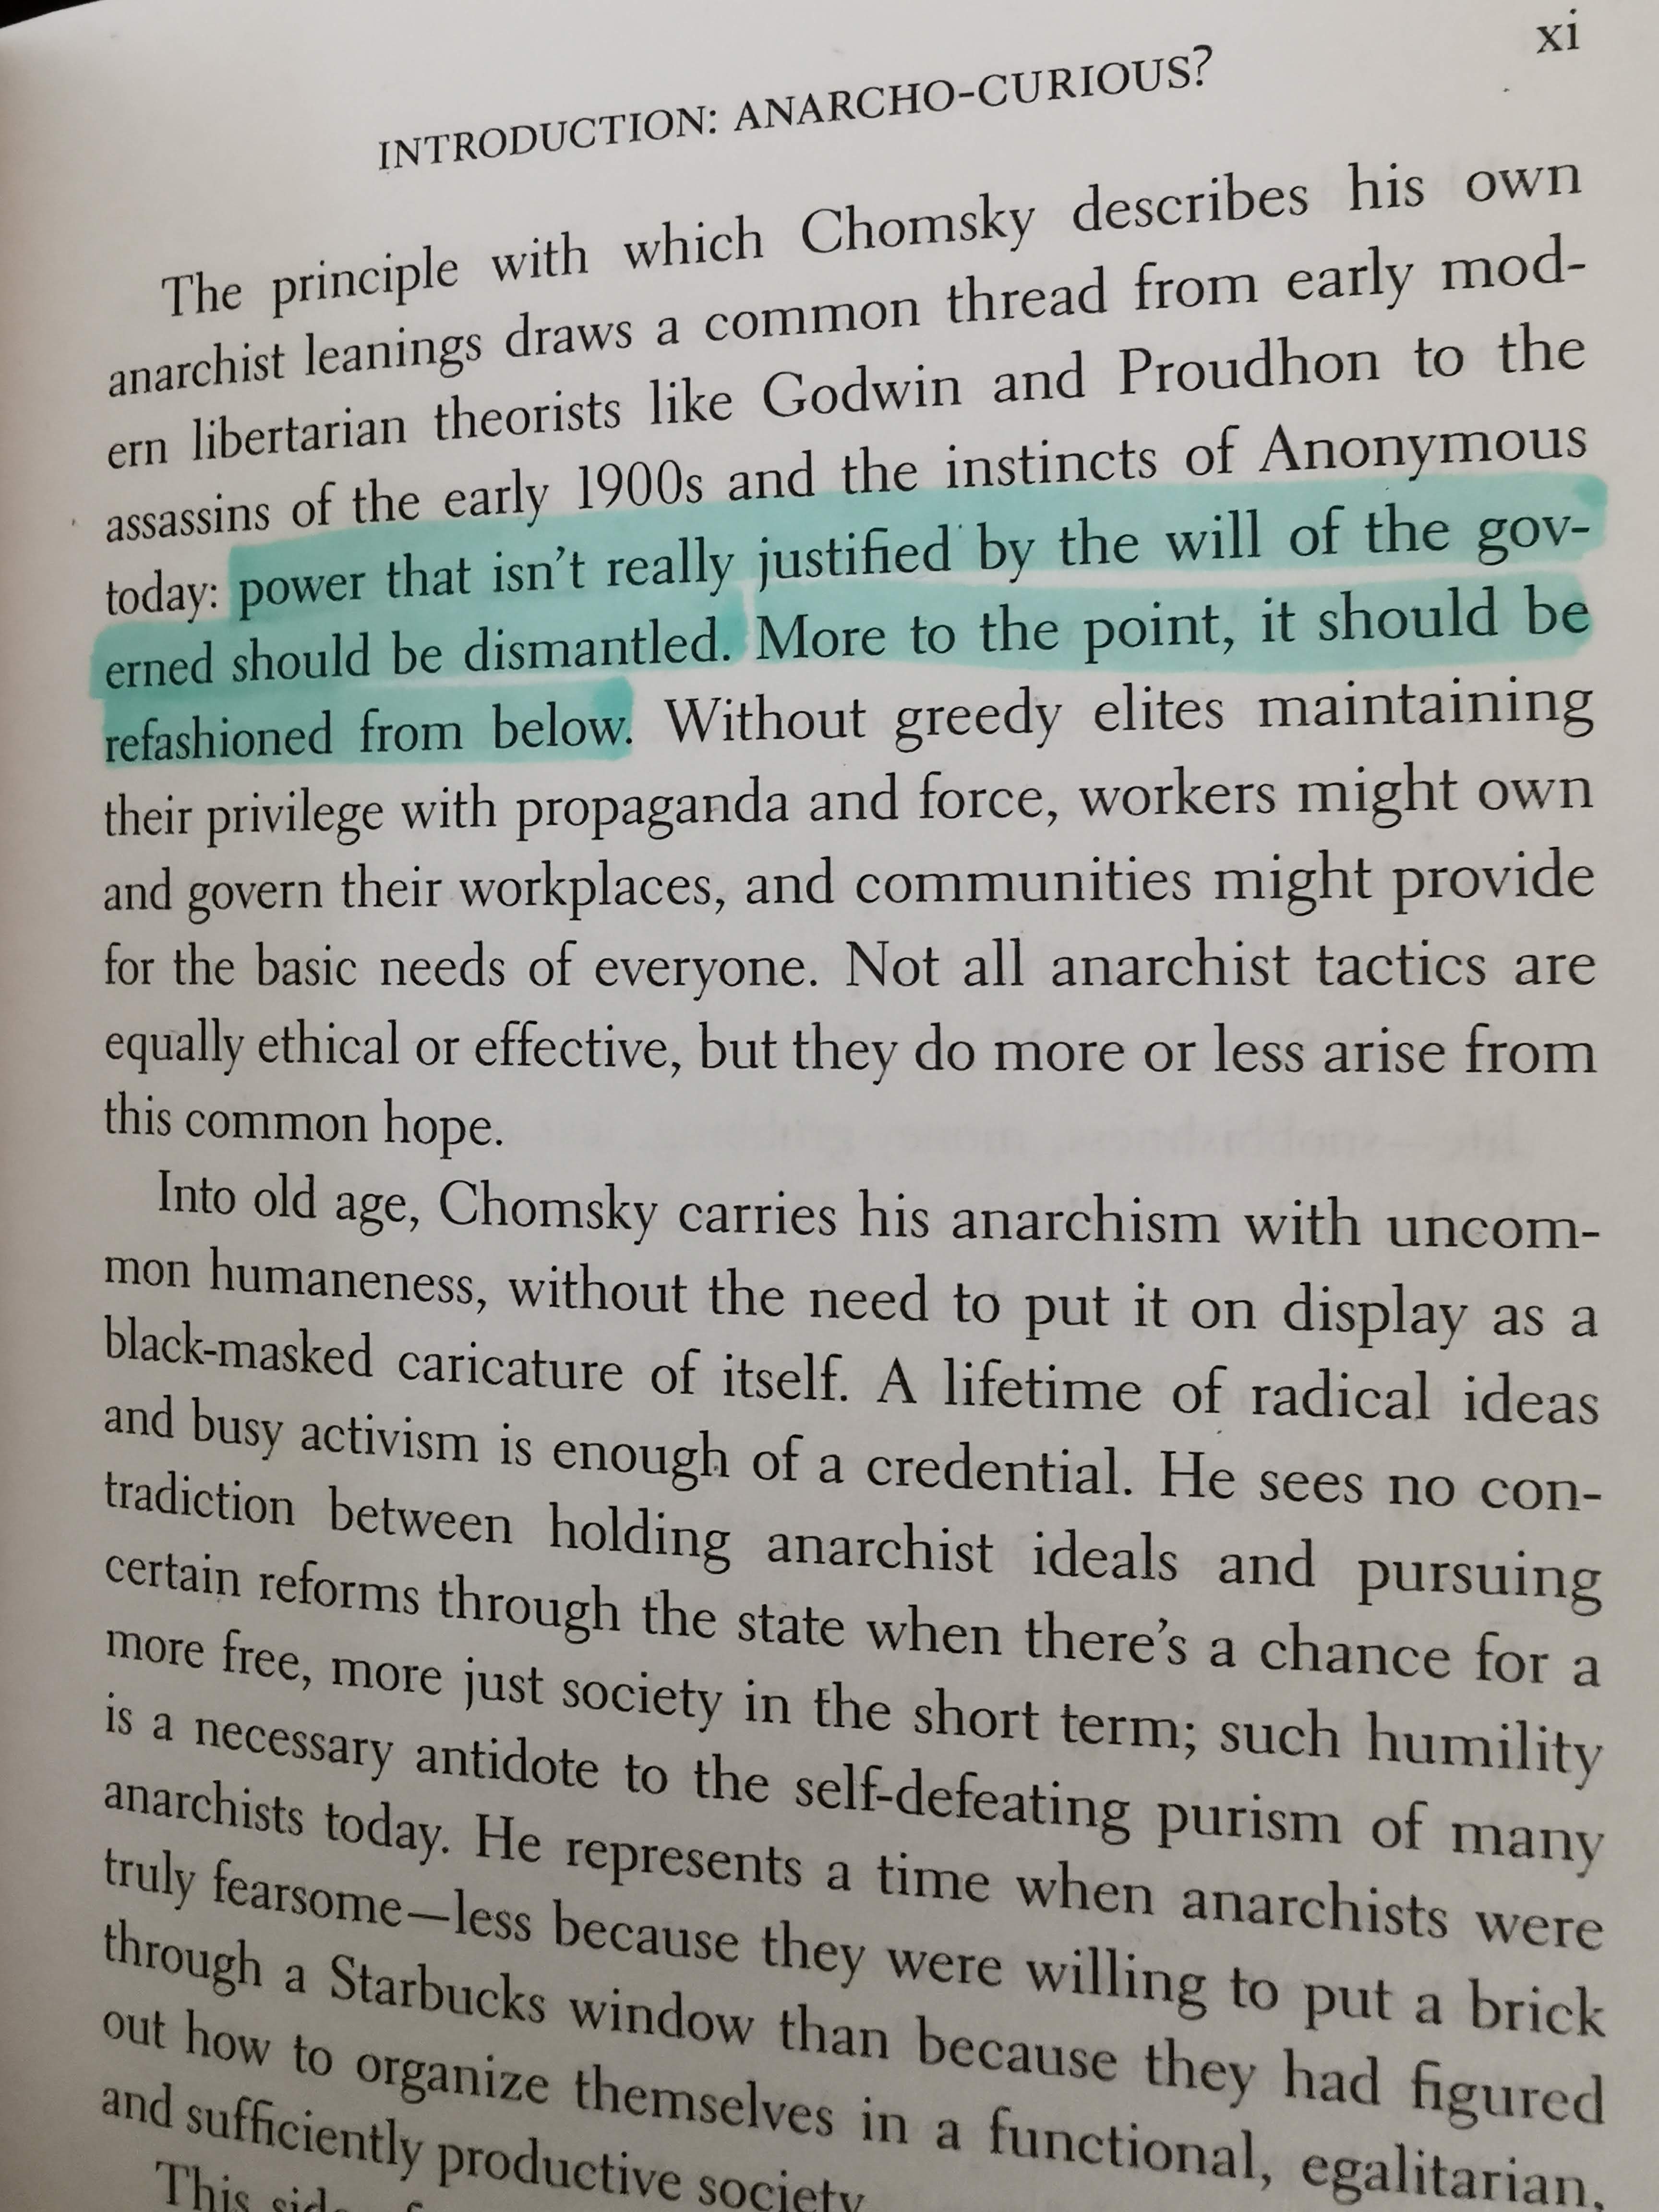 xi
INTRODUCTION: ANARCHO-CURIOUS?
The principle with which Chomsky describes his own
anarchist leanings draws a common thread from early mod-
ern libertarian theorists like Godwin and Proudhon to the
assassins of the early 1900s and the instincts of Anonymous
today: power that isn't really justified by the will of the gov-
erned should be dismantled. More to the point, it should be
refashioned from below. Without greedy elites maintaining
their privilege with propaganda and force, workers might own
and govern their workplaces, and communities might provide
for the basic needs of everyone. Not all anarchist tactics are
equally ethical or effective, but they do more or less arise from
this common hope.
Into old age, Chomsky carries his anarchism with uncom-
mon humaneness, without the need to put it on display as a
black-masked caricature of itself. A lifetime of radical ideas
and busy activism is enough of a credential. He sees no con-
tradiction between holding anarchist ideals and pursuing
certain reforms through the state when there's a chance for a
more free, more just society in the short term; such humility
is a necessary antidote to the self-defeating purism of many
anarchists today. He represents a time when anarchists were
truly fearsome—less because they were willing to put a brick
through a Starbucks window than because they had figured
out how to organize themselves in a functional, egalitarian,
and sufficiently productive society.
This